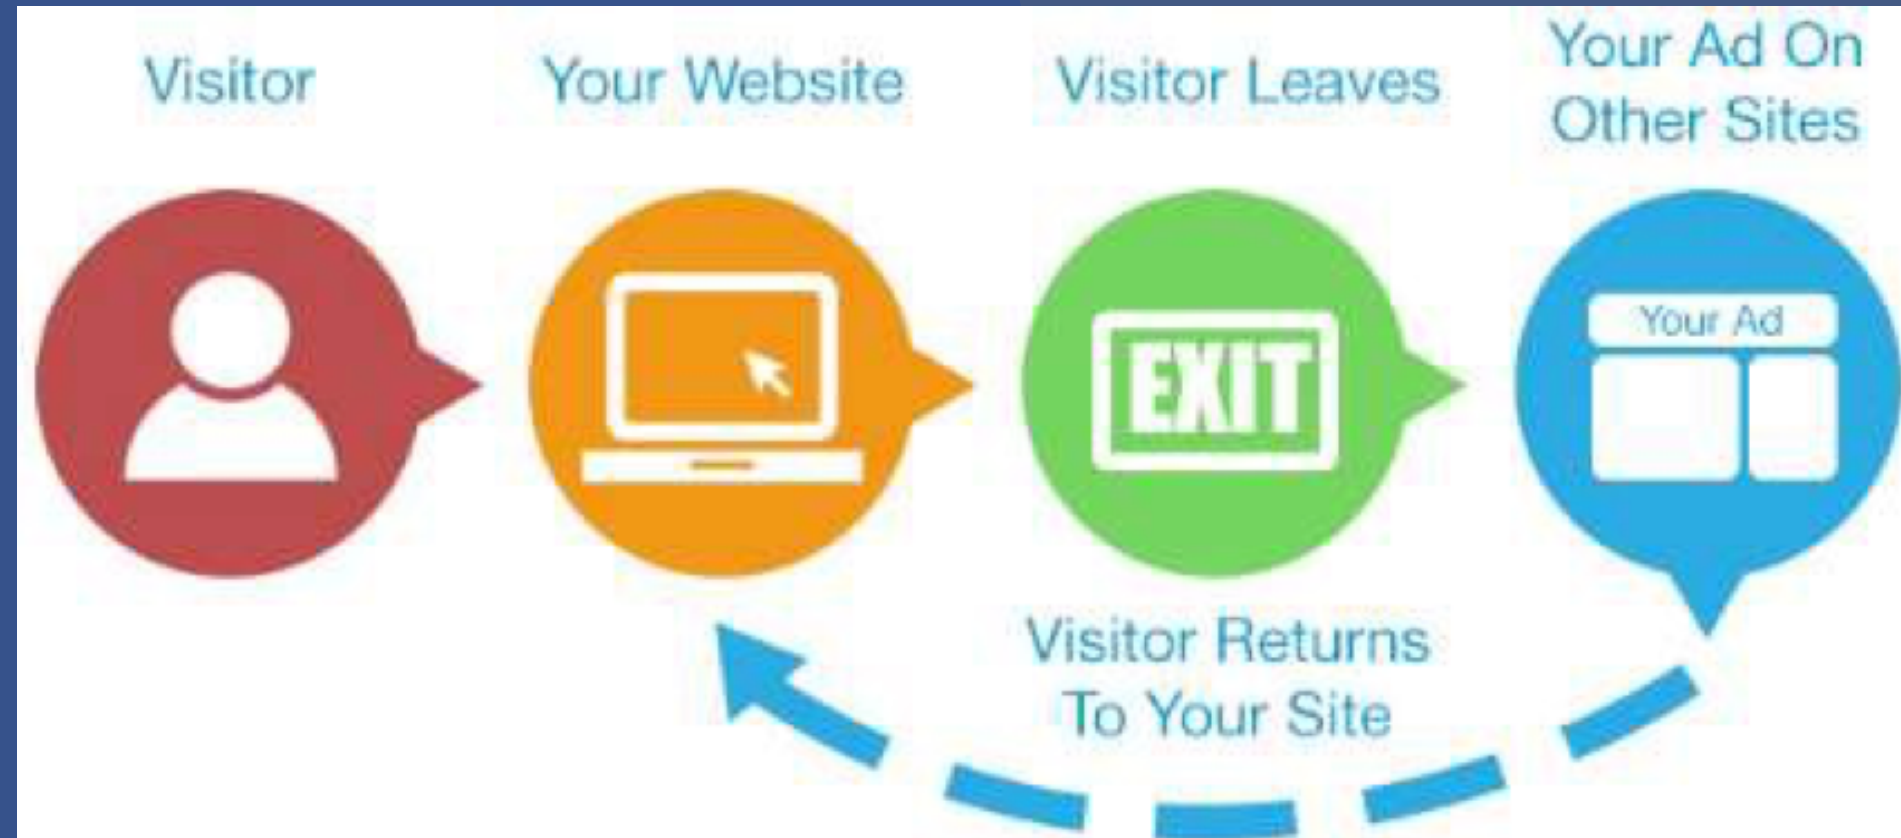 Visitor
Your Website
Visitor Leaves
Your Ad On
Other Sites
EXIT
Your Ad
Visitor Returns
To Your Site